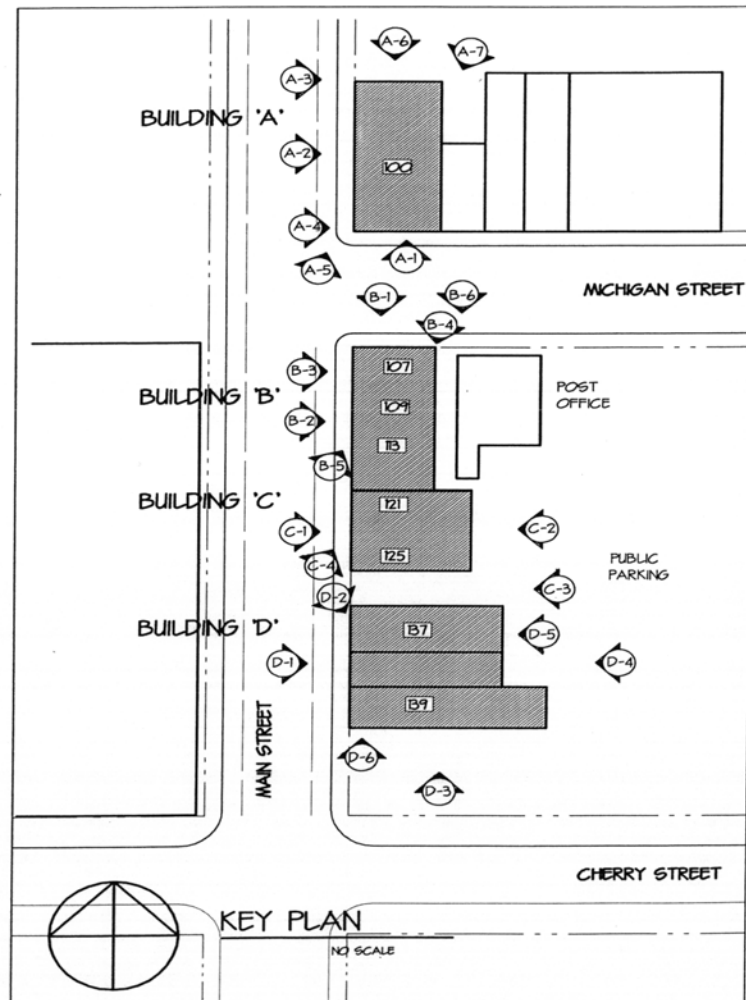 A-6
A-7
A-3
BUILDING 'A'
A-2
100
A-4
A-1
A-5
B-1
B-6
MICHIGAN STREET
B-4
B-3
107
BUILDING 'B'
POST
OFFICE
109
B-2
113
B-5
BUILDING 'C'
121
C-1
C-2
125
PUBLIC
PARKING
C-4
C-3
D-2
BUILDING 'D'
137
D-5
D-1
D-4
139
MAIN STREET
D-6
D-3
CHERRY STREET
KEY PLAN
NO SCALE